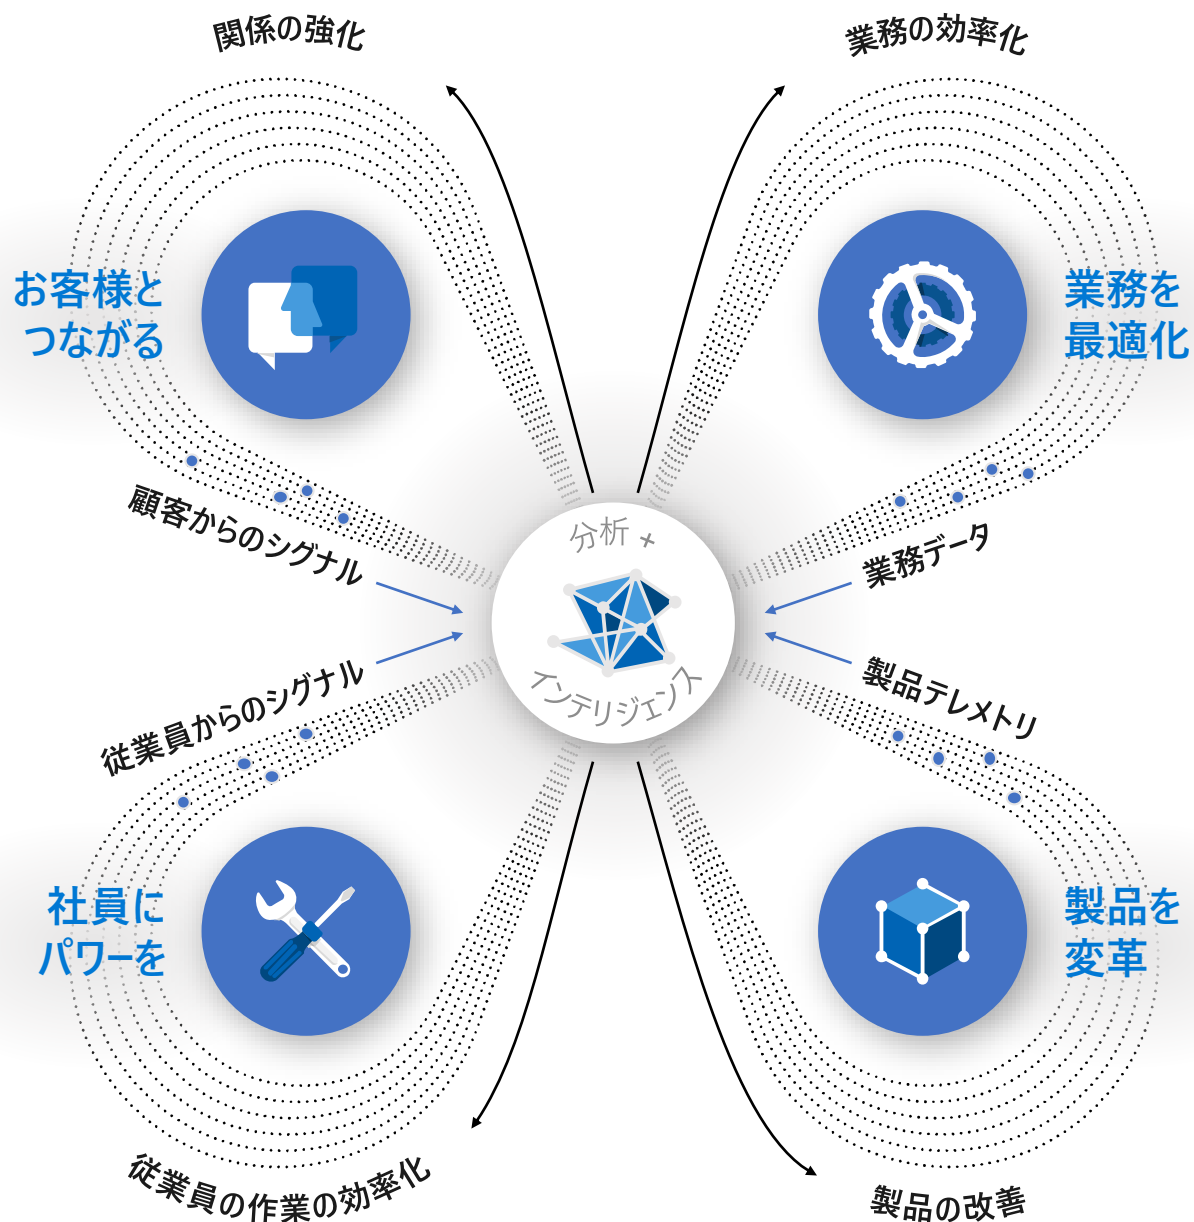 関係の強化
業務の効率化
お客様と
つながる
業務を
最適化
顧客からのシグナル
業務データ
分析 +
インテリジェンス
従業員からのシグナル
製品テレメトリ
社員に
パワーを
製品を
変革
従業員の作業の効率化
製品の改善